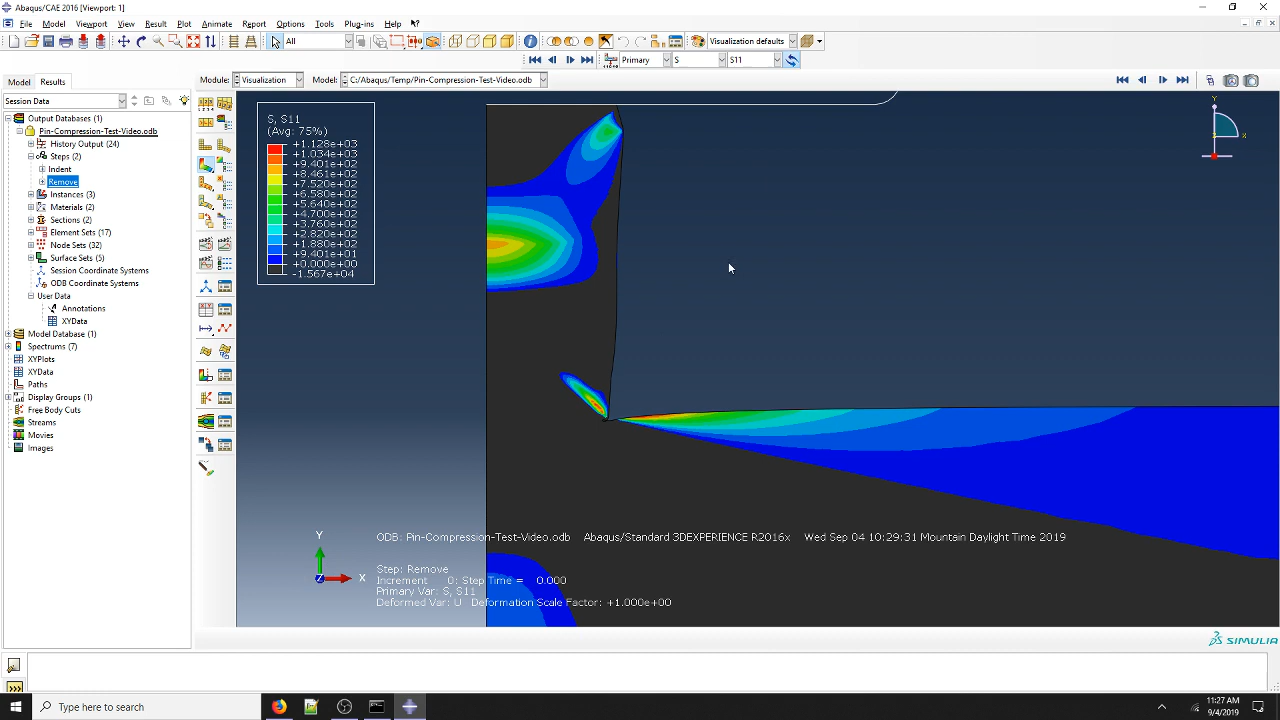 Abaqus/CAE 2016 [Viewport: 1]
File Model Viewport View Result Plot Animate Report Options Tools Plug-ins Help
All
Visualization defaults
Primary S S11
Model Results
Module: Visualization Model: C:/Abaqus/Temp/Pin-Compression-Test-Video.odb
Session Data
Output Databases (1)
Pin-Compression-Test-Video.odb
History Output (24)
Steps (2)
Indent
Remove
Instances (3)
Materials (2)
Sections (2)
Element Sets (17)
Node Sets (32)
Surface Sets (5)
Session Coordinate Systems
ODB Coordinate Systems
User Data
Annotations
XYData
Model Database (1)
Spectrums (7)
XYPlots
XYData
Paths
Display Groups (1)
Free Body Cuts
Streams
Movies
Images
S, S11
(Avg: 75%)
+1.128e+03
+1.034e+03
+9.401e+02
+8.461e+02
+7.520e+02
+6.580e+02
+5.640e+02
+4.700e+02
+3.760e+02
+2.820e+02
+1.880e+02
+9.401e+01
+0.000e+00
-1.567e+04
Y
X
Y
X
Z
ODB: Pin-Compression-Test-Video.odb Abaqus/Standard 3DEXPERIENCE R2016x Wed Sep 04 10:29:31 Mountain Daylight Time 2019
Step: Remove
Increment 0: Step Time = 0.000
Primary Var: S, S11
Deformed Var: U Deformation Scale Factor: +1.000e+00
SIMULIA
>>>
Type here to search
11:27 AM
9/4/2019